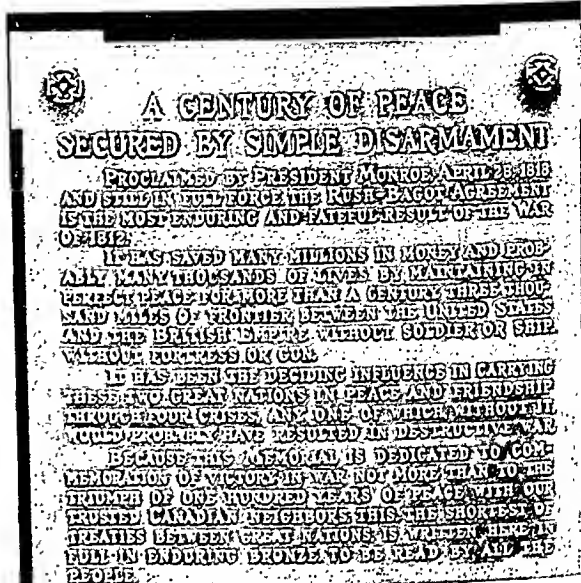 A CENTURY OF PEACE
SECURED BY SIMPLE DISARMAMENT
PROCLAIMED BY PRESIDENT MONROE APRIL 28 1818
AND STILL IN FULL FORCE THE RUSH-BAGOT AGREEMENT
IS THE MOST ENDURING AND FATEFUL RESULT OF THE WAR
OF 1812.
IT HAS SAVED MANY MILLIONS IN MONEY AND PROB-
ABLY MANY THOUSANDS OF LIVES BY MAINTAINING IN
PERFECT PEACE FOR MORE THAN A CENTURY THREE THOU-
SAND MILES OF FRONTIER BETWEEN THE UNITED STATES
AND THE BRITISH EMPIRE WITHOUT SOLDIER OR SHIP,
WITHOUT FORTRESS OR GUN.
IT HAS BEEN THE DECIDING INFLUENCE IN CARRYING
THESE TWO GREAT NATIONS IN PEACE AND FRIENDSHIP
THROUGH FOUR CRISES, ANY ONE OF WHICH WITHOUT IT
WOULD PROBABLY HAVE RESULTED IN DESTRUCTIVE WAR.
BECAUSE THIS MEMORIAL IS DEDICATED TO COM-
MEMORATION OF VICTORY IN WAR NOT MORE THAN TO THE
TRIUMPH OF ONE HUNDRED YEARS OF PEACE WITH OUR
TRUSTED CANADIAN NEIGHBORS THIS, THE SHORTEST OF
TREATIES BETWEEN GREAT NATIONS IS WRITTEN HERE IN
FULL IN ENDURING BRONZE, TO BE READ BY ALL THE
PEOPLE.